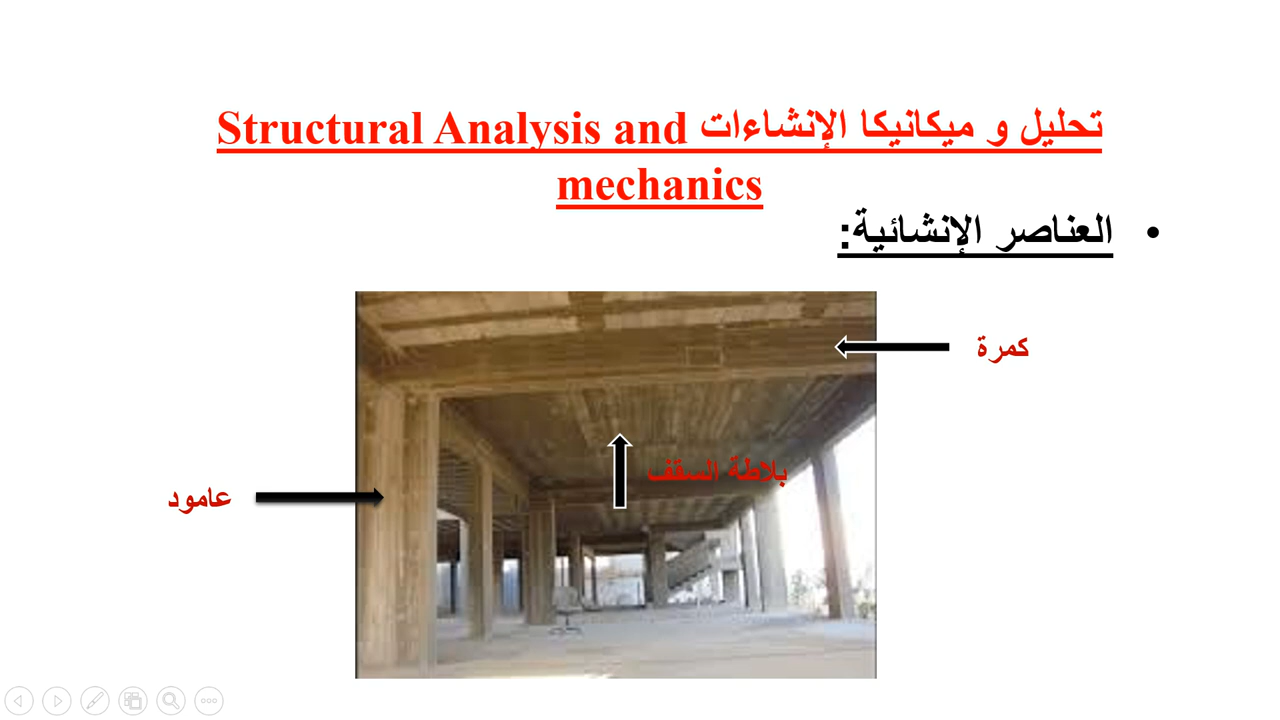 تحليل و ميكانيكا الإنشاءات Structural Analysis and
mechanics
• العناصر الإنشائية:
كمرة
بلاطة السقف
عامود